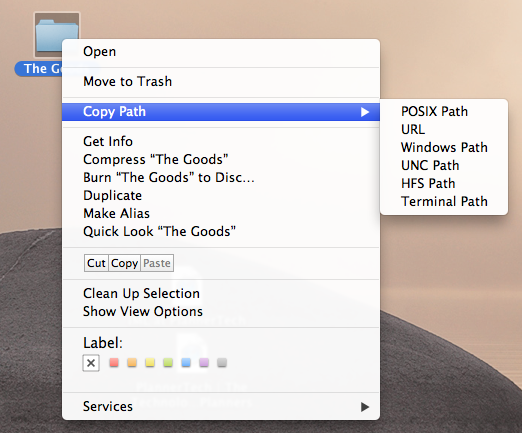 The Go
Open
Move to Trash
Copy Path
POSIX Path
URL
Windows Path
UNC Path
HFS Path
Terminal Path
Get Info
Compress “The Goods”
Burn “The Goods” to Disc...
Duplicate
Make Alias
Quick Look “The Goods”
Cut Copy Paste
Clean Up Selection
Show View Options
Label:
Services